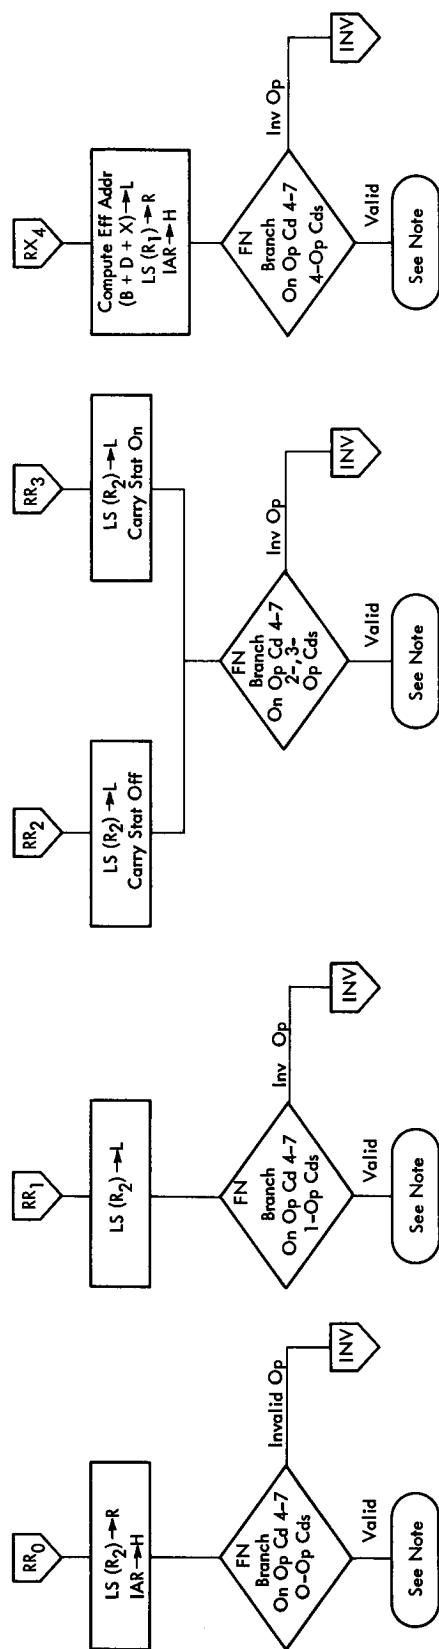 RR0
LS (R2)→R
IAR→H
FN
Branch
On Op Cd 4-7
0-Op Cds
Invalid Op
INV
Valid
See Note
RR1
LS (R2)→L
FN
Branch
On Op Cd 4-7
1-Op Cds
Inv Op
INV
Valid
See Note
RR2
LS (R2)→L
Carry Stat Off
RR3
LS (R2)→L
Carry Stat On
FN
Branch
On Op Cd 4-7
2-,3-
Op Cds
Inv Op
INV
Valid
See Note
RX4
Compute Eff Addr
(B + D + X)→L
LS (R1)→R
IAR→H
FN
Branch
On Op Cd 4-7
4-Op Cds
Inv Op
INV
Valid
See Note